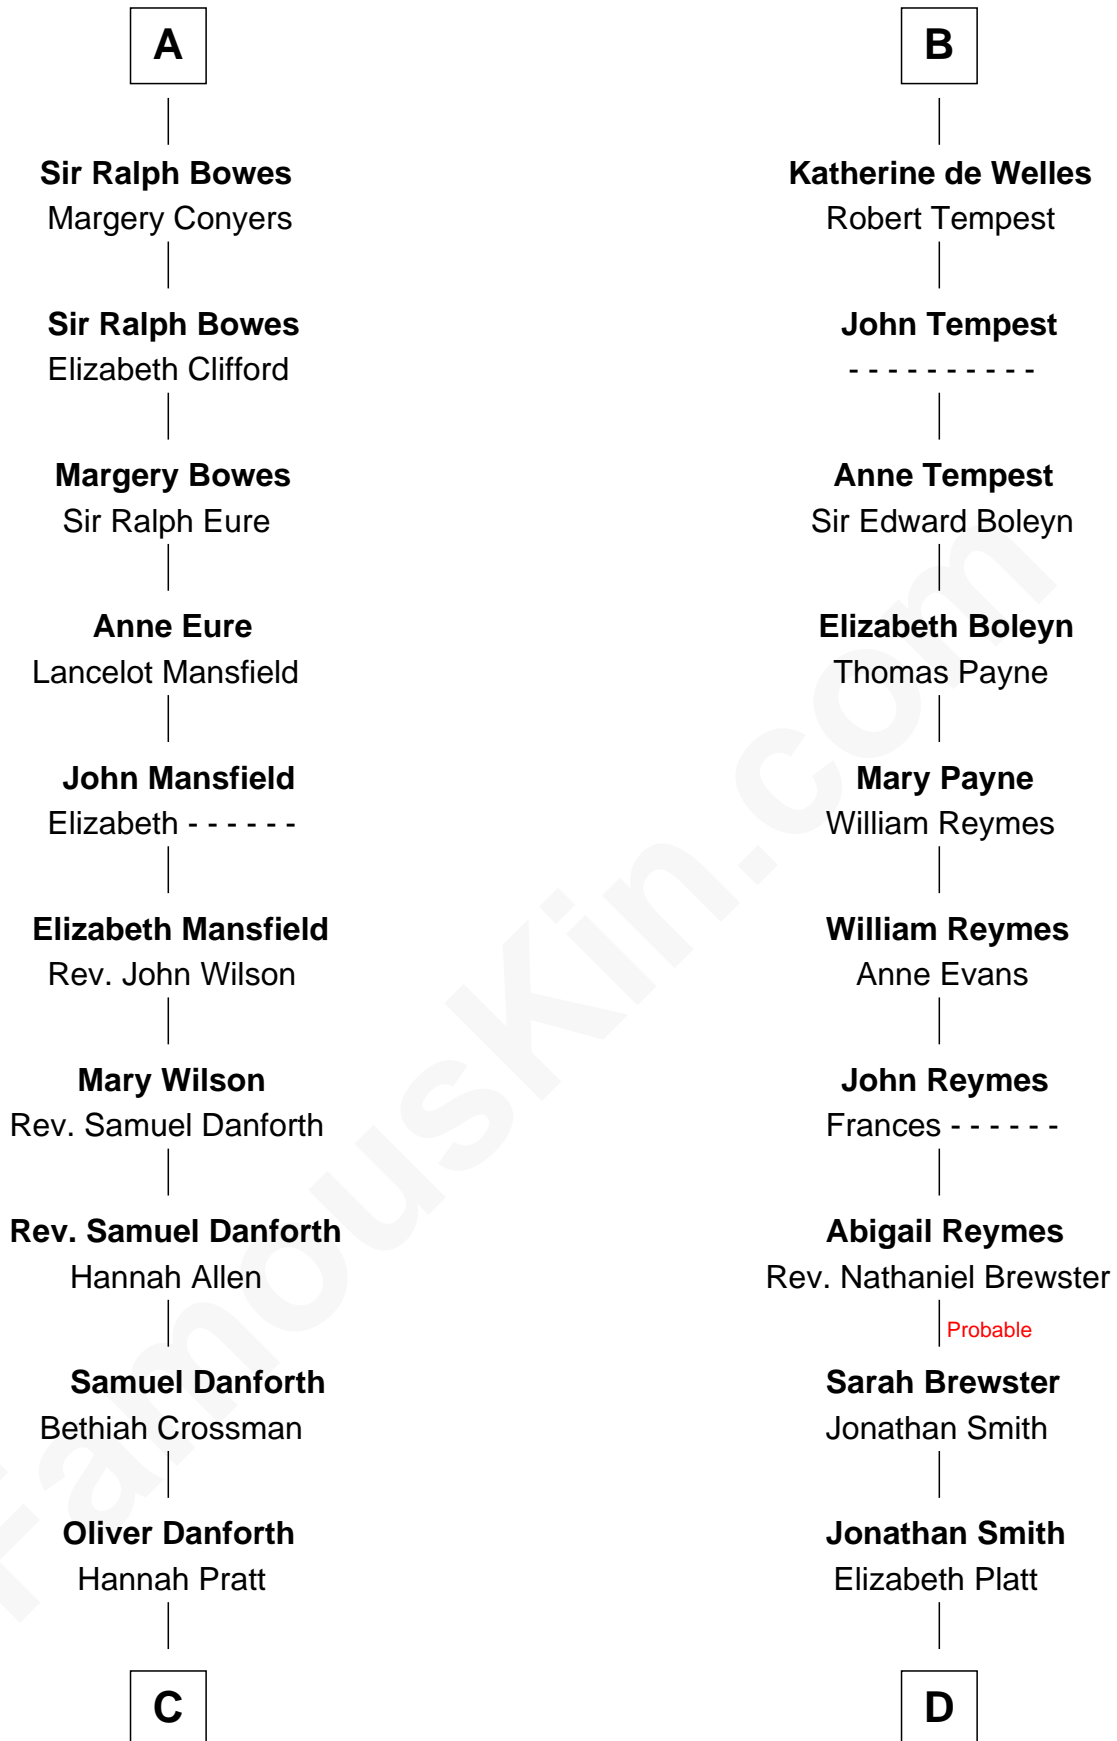 A
Sir Ralph Bowes
Margery Conyers
Sir Ralph Bowes
Elizabeth Clifford
Margery Bowes
Sir Ralph Eure
Anne Eure
Lancelot Mansfield
John Mansfield
Elizabeth - - - - - -
Elizabeth Mansfield
Rev. John Wilson
Mary Wilson
Rev. Samuel Danforth
Rev. Samuel Danforth
Hannah Allen
Samuel Danforth
Bethiah Crossman
Oliver Danforth
Hannah Pratt
C
B
Katherine de Welles
Robert Tempest
John Tempest
- - - - - - - - - -
Anne Tempest
Sir Edward Boleyn
Elizabeth Boleyn
Thomas Payne
Mary Payne
William Reymes
William Reymes
Anne Evans
John Reymes
Frances - - - - - -
Abigail Reymes
Rev. Nathaniel Brewster
Probable
Sarah Brewster
Jonathan Smith
Jonathan Smith
Elizabeth Platt
D
FamousKin.com